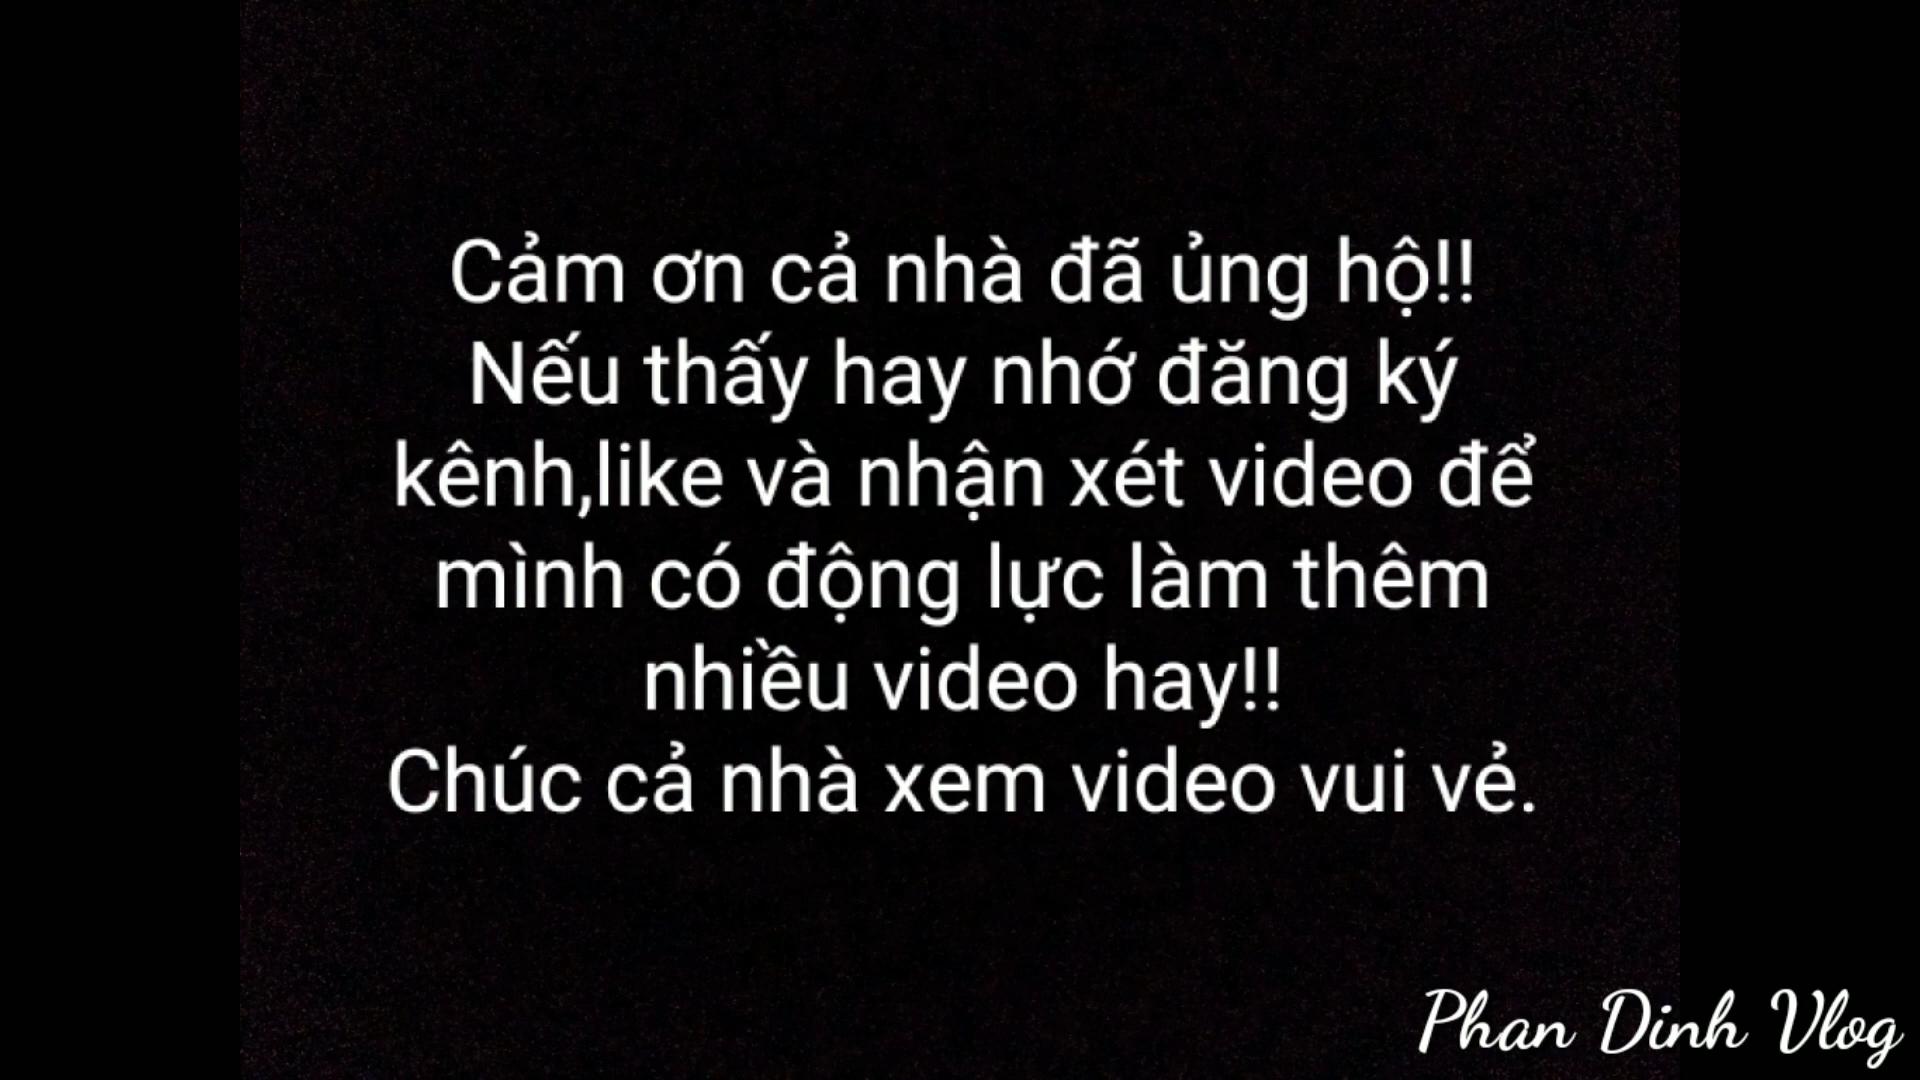 Cảm ơn cả nhà đã ủng hộ!!
Nếu thấy hay nhớ đăng ký
kênh,like và nhận xét video để
mình có động lực làm thêm
nhiều video hay!!
Chúc cả nhà xem video vui vẻ.
Phan Dinh Vlog